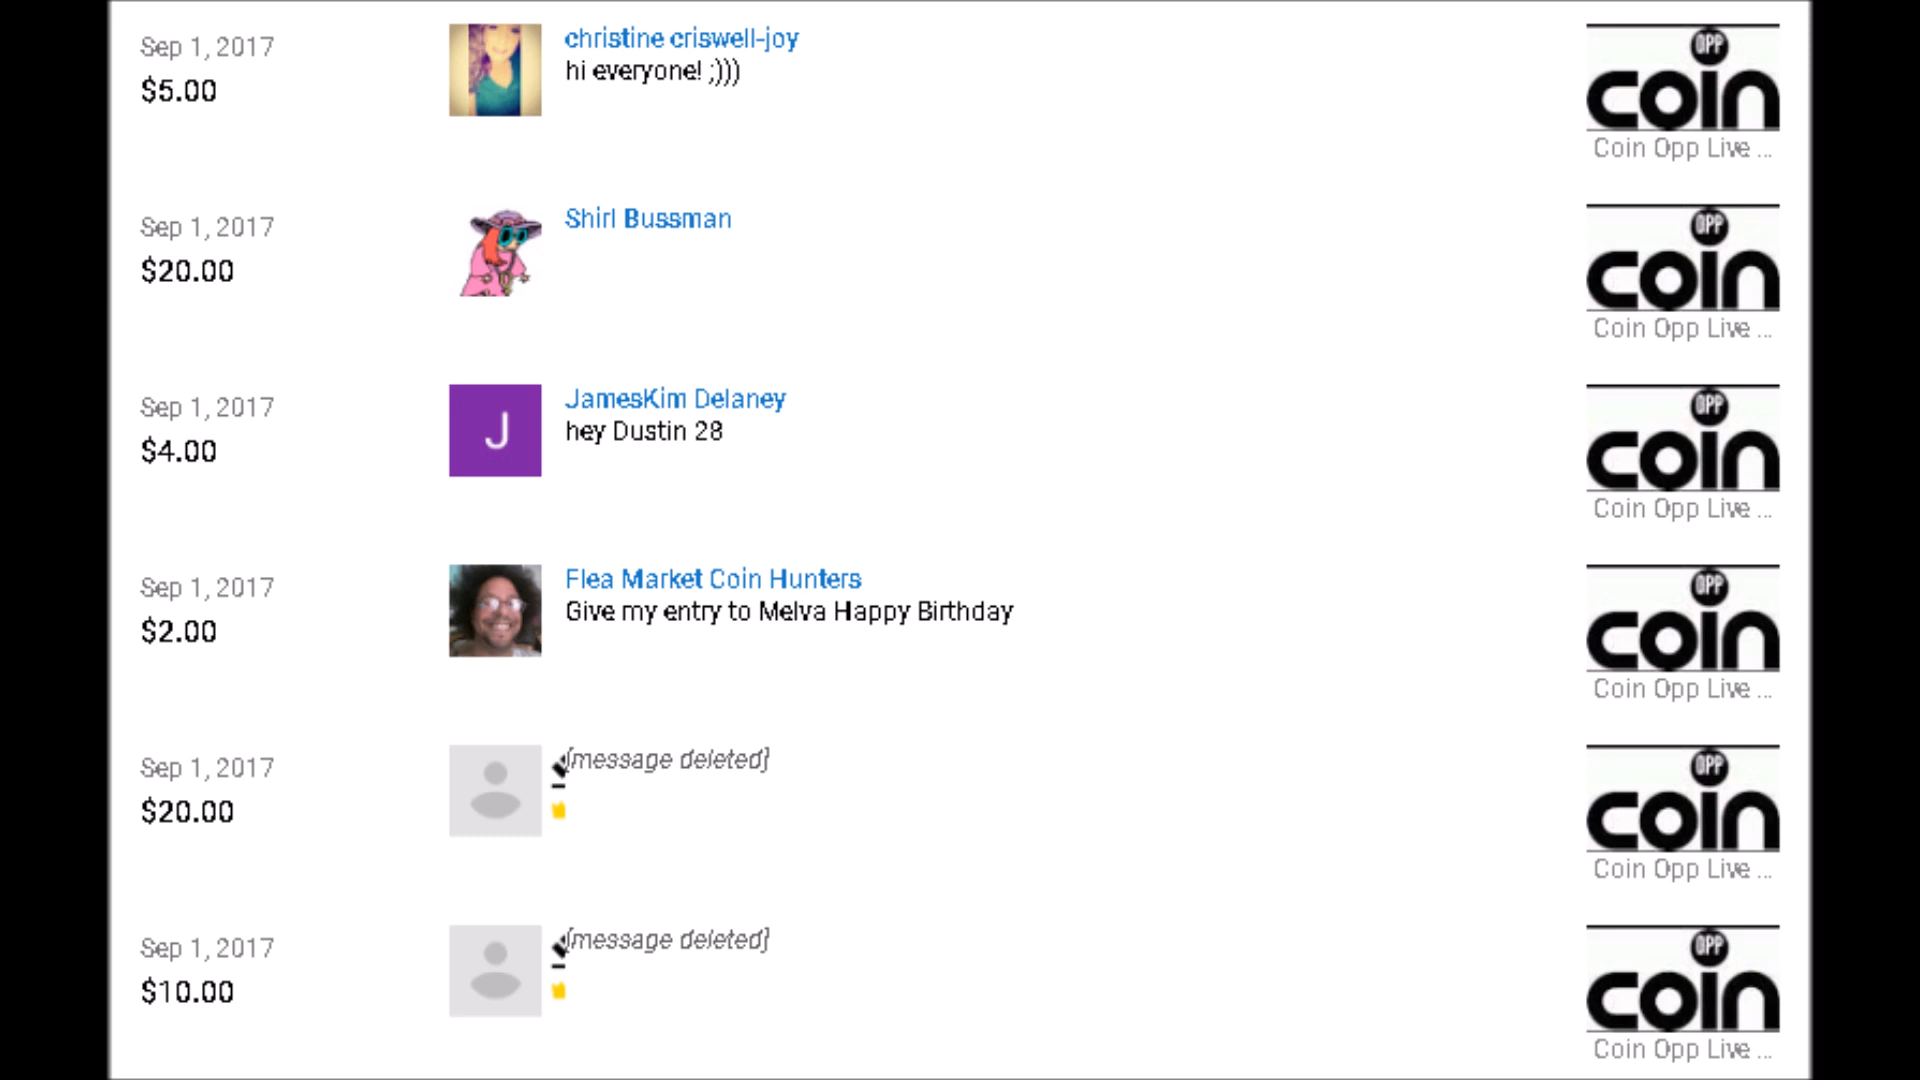 Sep 1, 2017
$5.00
christine criswell-joy
hi everyone! ;)))
OPP
coin
Coin Opp Live ...
Sep 1, 2017
$20.00
Shirl Bussman
OPP
coin
Coin Opp Live ...
Sep 1, 2017
$4.00
J
JamesKim Delaney
hey Dustin 28
OPP
coin
Coin Opp Live ...
Sep 1, 2017
$2.00
Flea Market Coin Hunters
Give my entry to Melva Happy Birthday
OPP
coin
Coin Opp Live ...
Sep 1, 2017
$20.00
[message deleted]
OPP
coin
Coin Opp Live ...
Sep 1, 2017
$10.00
[message deleted]
OPP
coin
Coin Opp Live ...